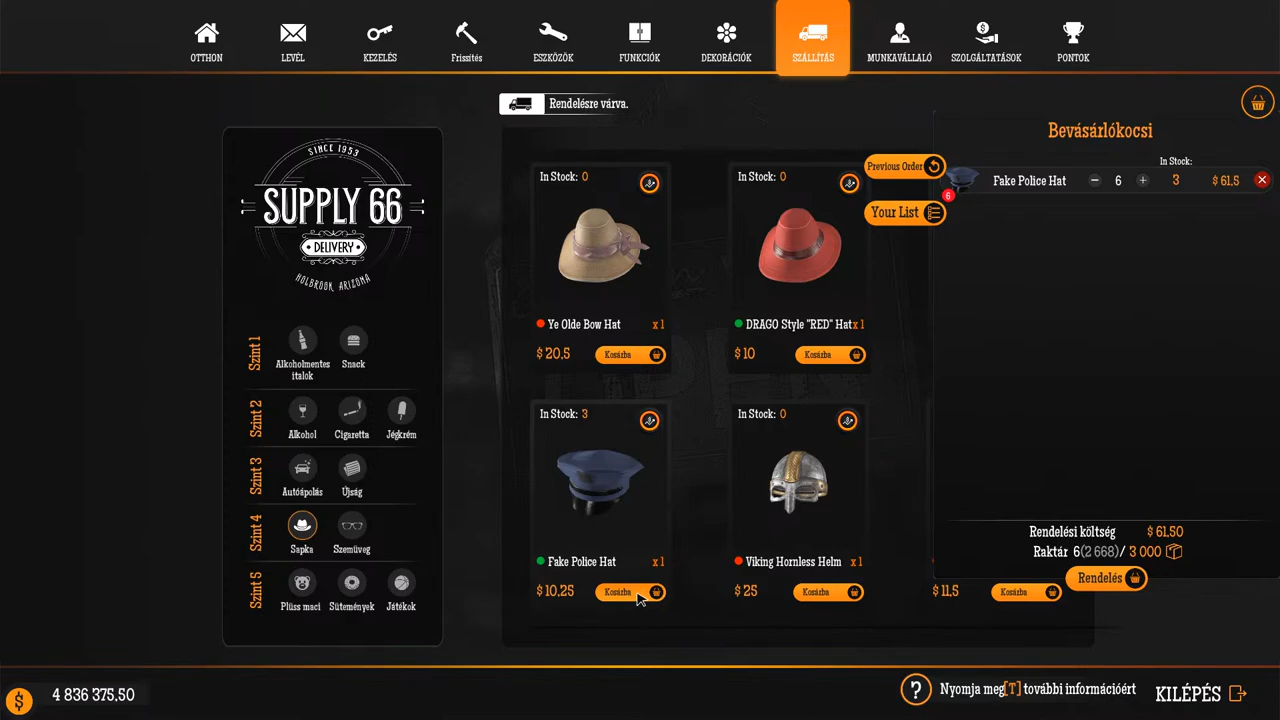 OTTHON
LEVÉL
KEZELÉS
Frissítés
ESZKÖZÖK
FUNKCIÓK
DEKORÁCIÓK
SZÁLLÍTÁS
MUNKAVÁLLALÓ
SZOLGÁLTATÁSOK
PONTOK
Rendelésre várva.
SINCE 1953
SUPPLY 66
DELIVERY
HOLBROOK, ARIZONA
Szint 1
Alkoholmentes
italok
Snack
Szint 2
Alkohol
Cigaretta
Jégkrém
Szint 3
Autóápolás
Újság
Szint 4
Sapka
Szemüveg
Szint 5
Plüss maci
Sütemények
Játékok
In Stock: 0
Ye Olde Bow Hat x 1
$ 20,5
Kosárba
In Stock: 0
DRAGO Style "RED" Hat x 1
$ 10
Kosárba
In Stock: 3
Fake Police Hat x 1
$ 10,25
Kosárba
In Stock: 0
Viking Hornless Helm x 1
$ 25
Kosárba
$ 11,5
Kosárba
Previous Order
Your List
Bevásárlókocsi
In Stock:
6
Fake Police Hat − 6 + 3 $ 61,5
Rendelési költség $ 61,50
Raktár 6(2 668)/ 3 000
Rendelés
$ 4 836 375,50
? Nyomja meg[T] további információért
KILÉPÉS